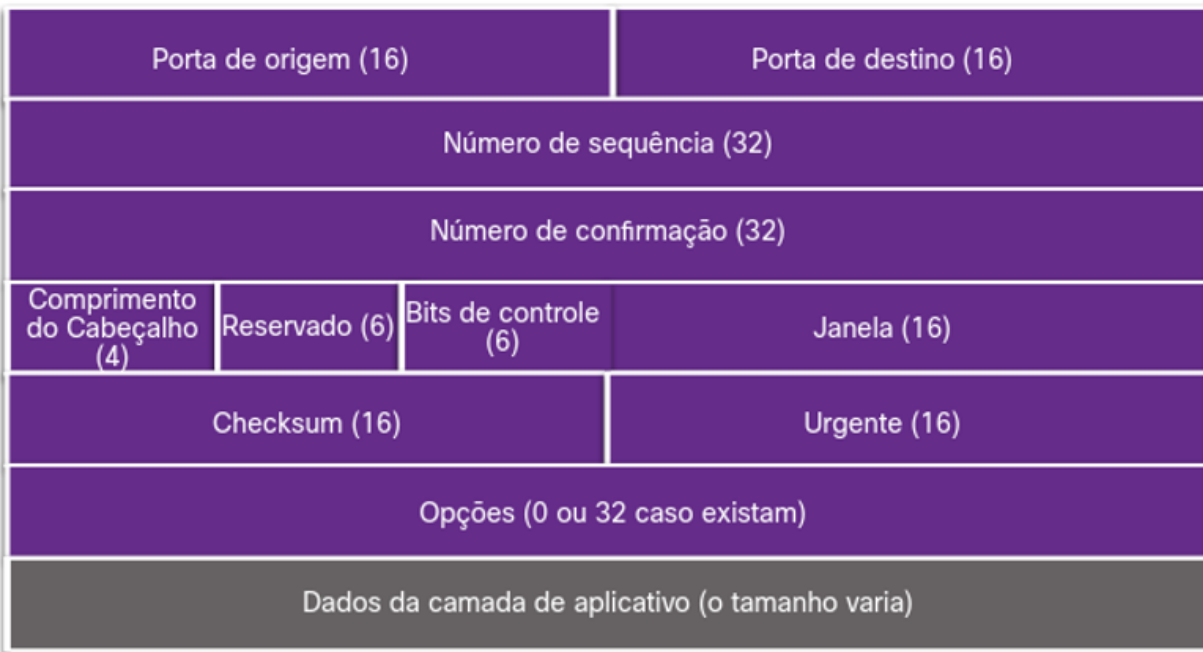 Porta de origem (16)
Porta de destino (16)
Número de sequência (32)
Número de confirmação (32)
Comprimento
do Cabeçalho
(4)
Reservado (6)
Bits de controle
(6)
Janela (16)
Checksum (16)
Urgente (16)
Opções (0 ou 32 caso existam)
Dados da camada de aplicativo (o tamanho varia)